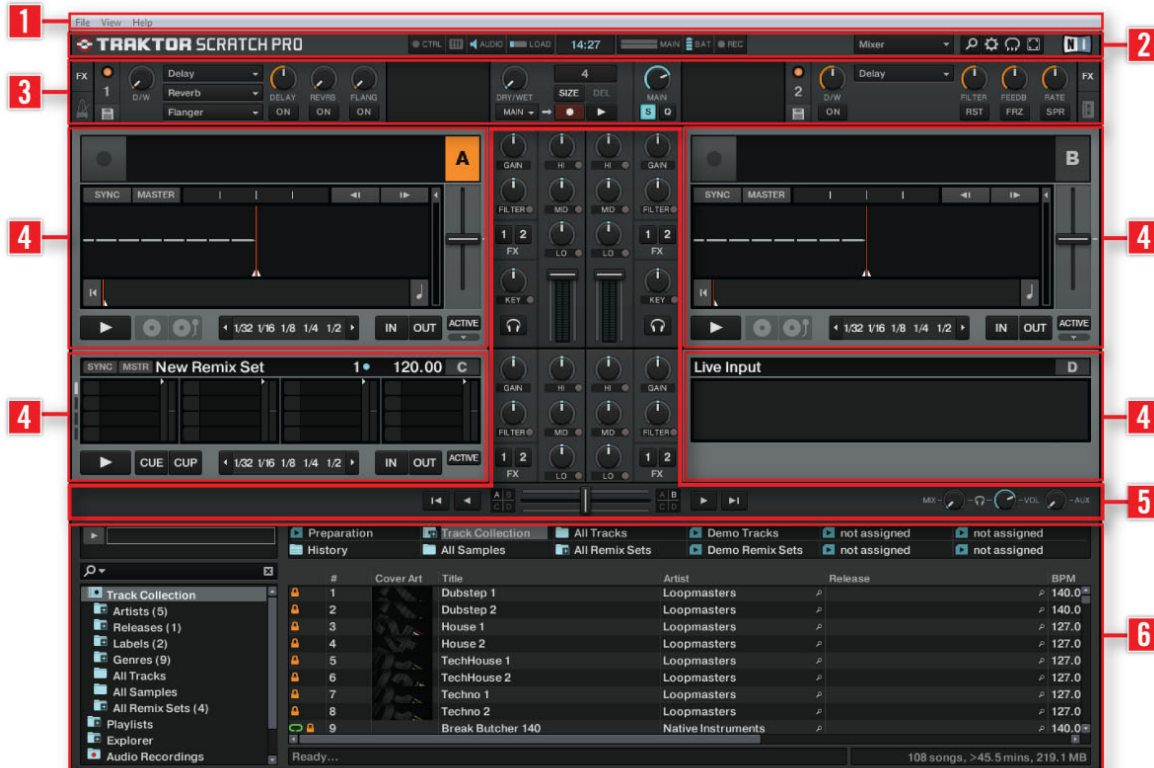 1
File View Help
TRAKTOR SCRATCH PRO CTRL AUDIO LOAD 14:27 MAIN BAT REC Mixer
2
3
FX 1 D/W Delay Reverb Flanger DELAY ON REVRB ON FLANG ON
DRY/WET MAIN 4 SIZE DEL MAIN S Q
2 D/W ON Delay FILTER RST FEEDB FRZ RATE SPR FX
4
A
SYNC MASTER
1/32 1/16 1/8 1/4 1/2 IN OUT ACTIVE
GAIN HI HI GAIN
FILTER MID MID FILTER
1 2 FX LO LO 1 2 FX
KEY KEY
4
B
SYNC MASTER
1/32 1/16 1/8 1/4 1/2 IN OUT ACTIVE
4
SYNC MSTR New Remix Set 1 120.00 C
CUE CUP 1/32 1/16 1/8 1/4 1/2 IN OUT ACTIVE
GAIN HI HI GAIN
FILTER MID MID FILTER
1 2 FX LO LO 1 2 FX
4
Live Input D
A B C D A B C D MIX VOL AUX
5
6
Preparation Track Collection All Tracks Demo Tracks not assigned not assigned
History All Samples All Remix Sets Demo Remix Sets not assigned not assigned
Track Collection
Artists (5)
Releases (1)
Labels (2)
Genres (9)
All Tracks
All Samples
All Remix Sets (4)
Playlists
Explorer
Audio Recordings
# Cover Art Title Artist Release BPM
1 Dubstep 1 Loopmasters 140.0
2 Dubstep 2 Loopmasters 140.0
3 House 1 Loopmasters 127.0
4 House 2 Loopmasters 127.0
5 TechHouse 1 Loopmasters 127.0
6 TechHouse 2 Loopmasters 127.0
7 Techno 1 Loopmasters 127.0
8 Techno 2 Loopmasters 127.0
9 Break Butcher 140 Native Instruments 140.0
Ready... 108 songs, >45.5 mins, 219.1 MB